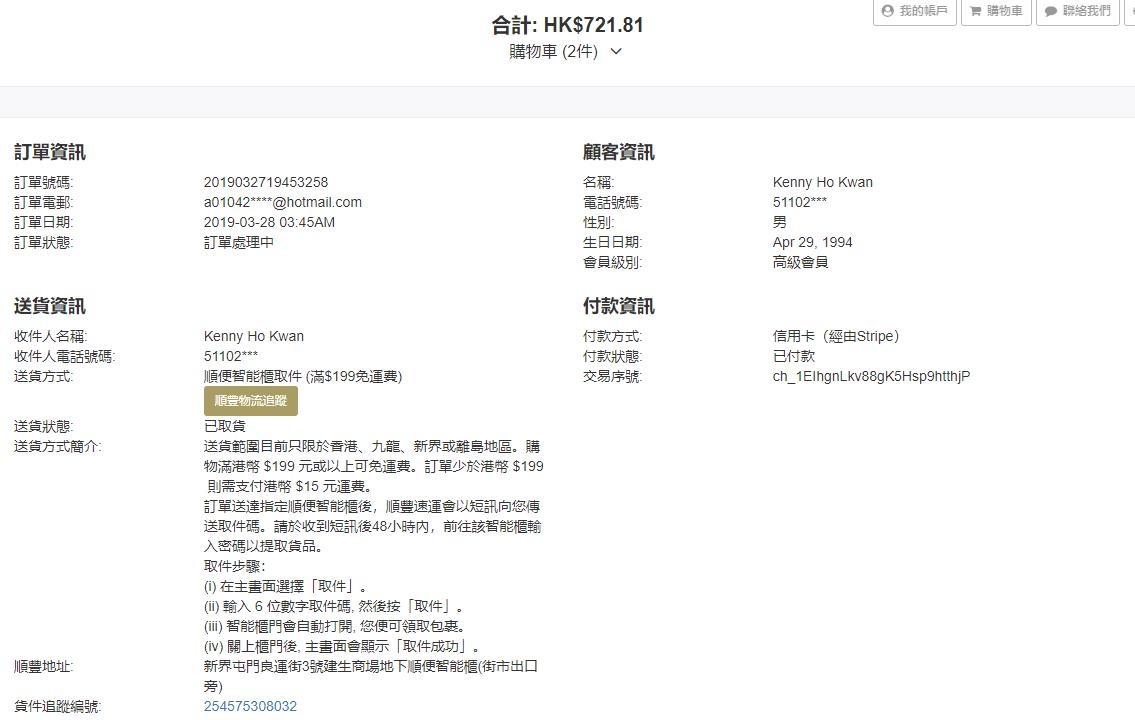 合計: HK$721.81
購物車 (2件)
我的帳戶
購物車
聯絡我們
訂單資訊
訂單號碼: 2019032719453258
訂單電郵: a01042****@hotmail.com
訂單日期: 2019-03-28 03:45AM
訂單狀態: 訂單處理中
顧客資訊
名稱: Kenny Ho Kwan
電話號碼: 51102***
性別: 男
生日日期: Apr 29, 1994
會員級別: 高級會員
送貨資訊
收件人名稱: Kenny Ho Kwan
收件人電話號碼: 51102***
送貨方式: 順便智能櫃取件 (滿$199免運費)
順豐物流追蹤
送貨狀態: 已取貨
送貨方式簡介: 送貨範圍目前只限於香港、九龍、新界或離島地區。購
物滿港幣 $199 元或以上可免運費。訂單少於港幣 $199
則需支付港幣 $15 元運費。
訂單送達指定順便智能櫃後，順豐速運會以短訊向您傳
送取件碼。請於收到短訊後48小時內，前往該智能櫃輸
入密碼以提取貨品。
取件步驟：
(i) 在主畫面選擇「取件」。
(ii) 輸入 6 位數字取件碼, 然後按「取件」。
(iii) 智能櫃門會自動打開, 您便可領取包裹。
(iv) 關上櫃門後, 主畫面會顯示「取件成功」。
順豐地址: 新界屯門良運街3號建生商場地下順便智能櫃(街市出口
旁)
貨件追蹤編號: 254575308032
付款資訊
付款方式: 信用卡（經由Stripe）
付款狀態: 已付款
交易序號: ch_1EIhgnLkv88gK5Hsp9htthjP